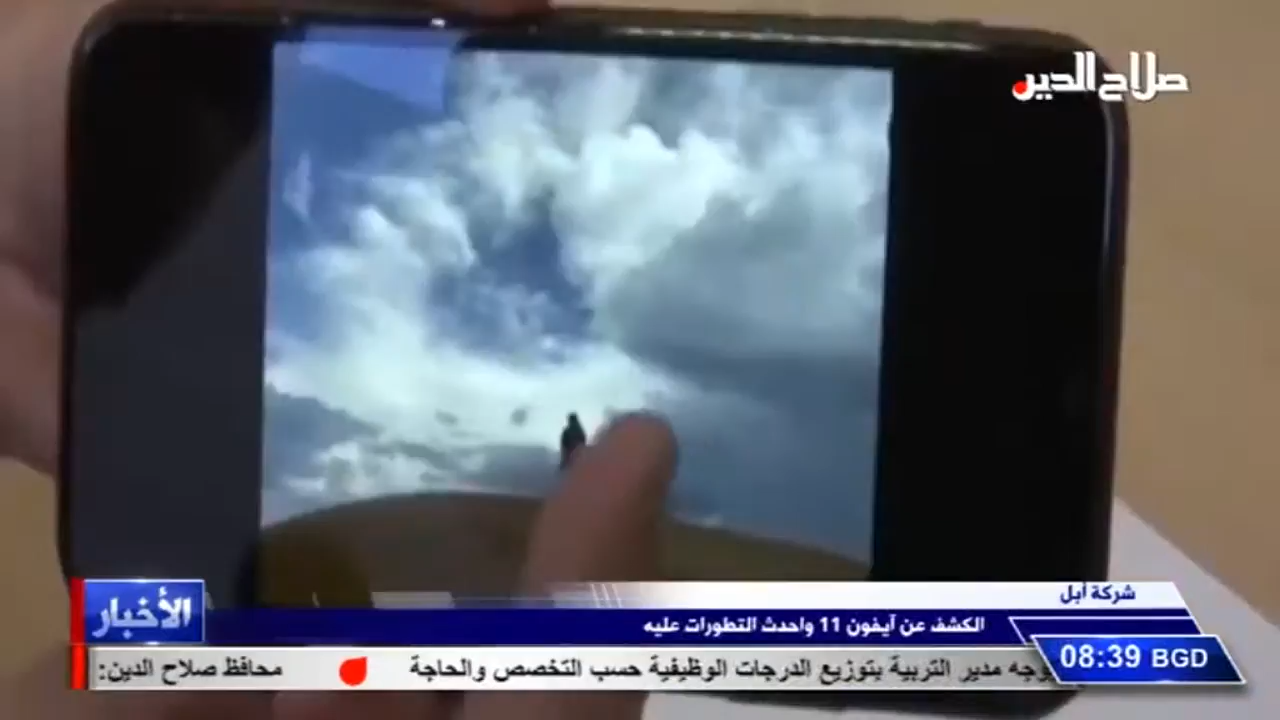 صلاح الدين
شركة أبل
الأخبار
الكشف عن آيفون 11 واحدث التطورات عليه
08:39 BGD
يوجه مدير التربية بتوزيع الدرجات الوظيفية حسب التخصص والحاجة
محافظ صلاح الدين: